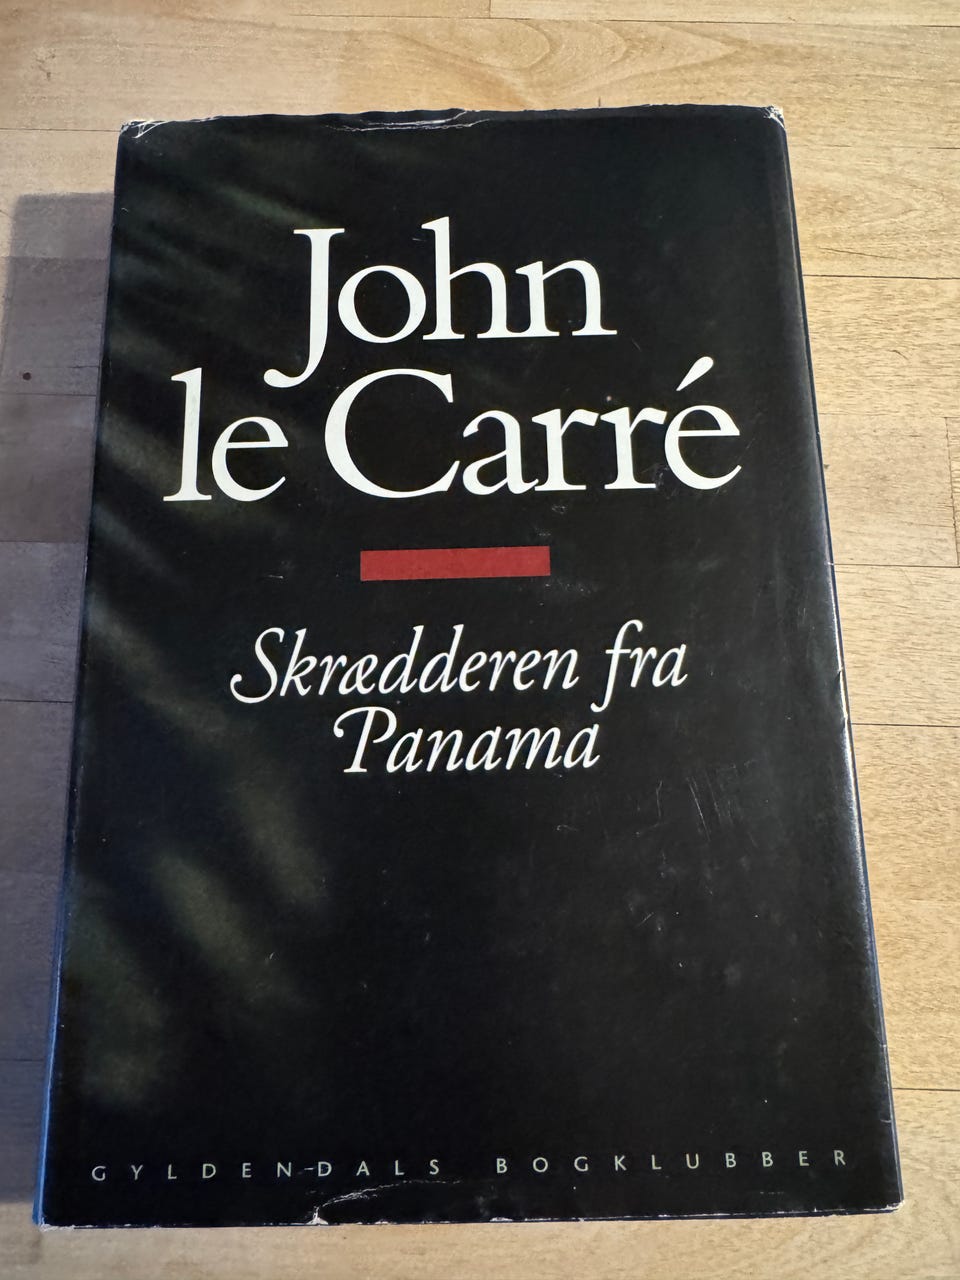 John
le Carré
Skrædderen fra
Panama
GYLDENDALS BOGKLUBBER